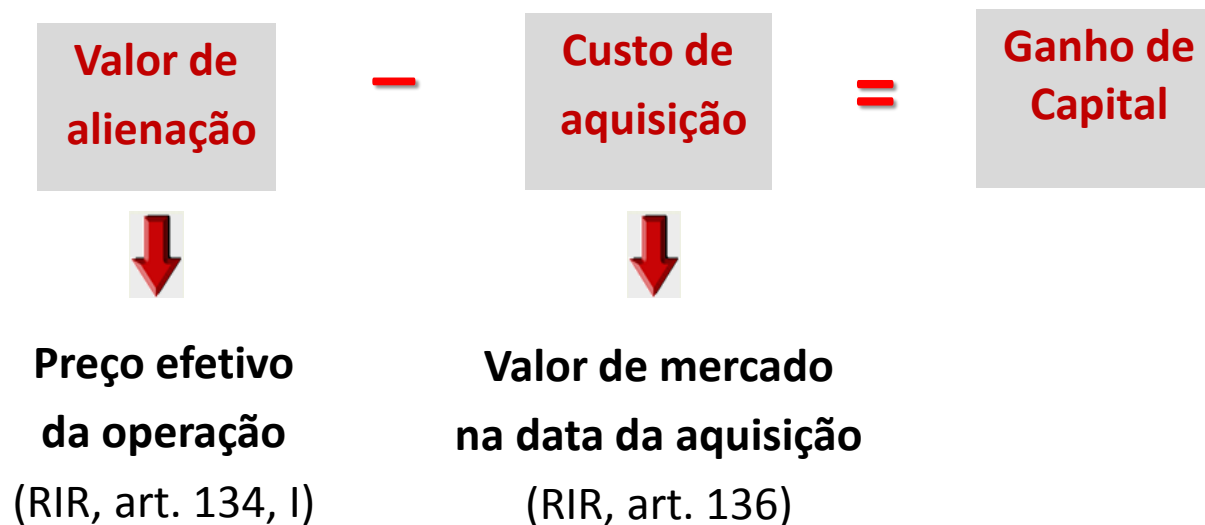 Valor de
alienação
–
Custo de
aquisição
=
Ganho de
Capital
Preço efetivo
da operação
(RIR, art. 134, I)
Valor de mercado
na data da aquisição
(RIR, art. 136)